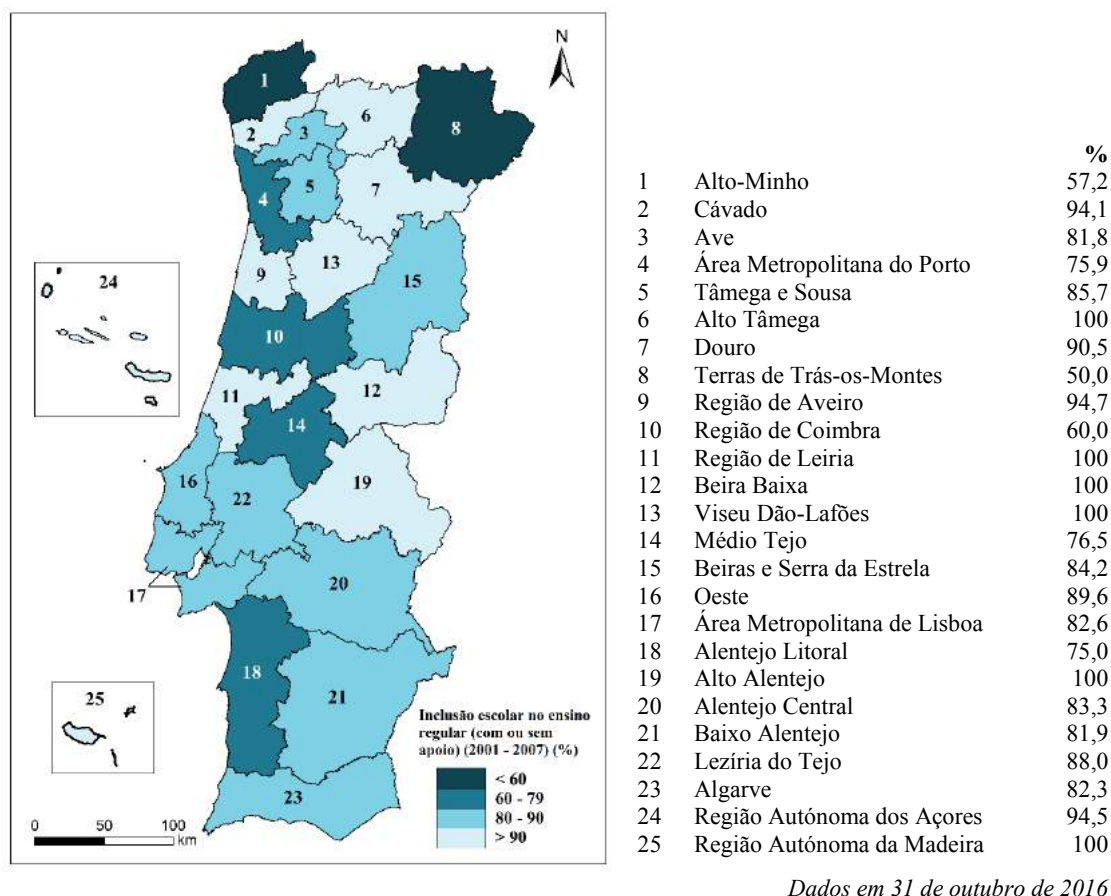 N
1
2
3
4
5
6
7
8
9
10
11
12
13
14
15
16
17
18
19
20
21
22
23
24
25
Inclusão escolar no ensino
regular (com ou sem
apoio) (2001 - 2007) (%)
< 60
60 - 79
80 - 90
> 90
0 50 100
km
%
1 Alto-Minho 57,2
2 Cávado 94,1
3 Ave 81,8
4 Área Metropolitana do Porto 75,9
5 Tâmega e Sousa 85,7
6 Alto Tâmega 100
7 Douro 90,5
8 Terras de Trás-os-Montes 50,0
9 Região de Aveiro 94,7
10 Região de Coimbra 60,0
11 Região de Leiria 100
12 Beira Baixa 100
13 Viseu Dão-Lafões 100
14 Médio Tejo 76,5
15 Beiras e Serra da Estrela 84,2
16 Oeste 89,6
17 Área Metropolitana de Lisboa 82,6
18 Alentejo Litoral 75,0
19 Alto Alentejo 100
20 Alentejo Central 83,3
21 Baixo Alentejo 81,9
22 Lezíria do Tejo 88,0
23 Algarve 82,3
24 Região Autónoma dos Açores 94,5
25 Região Autónoma da Madeira 100
Dados em 31 de outubro de 2016